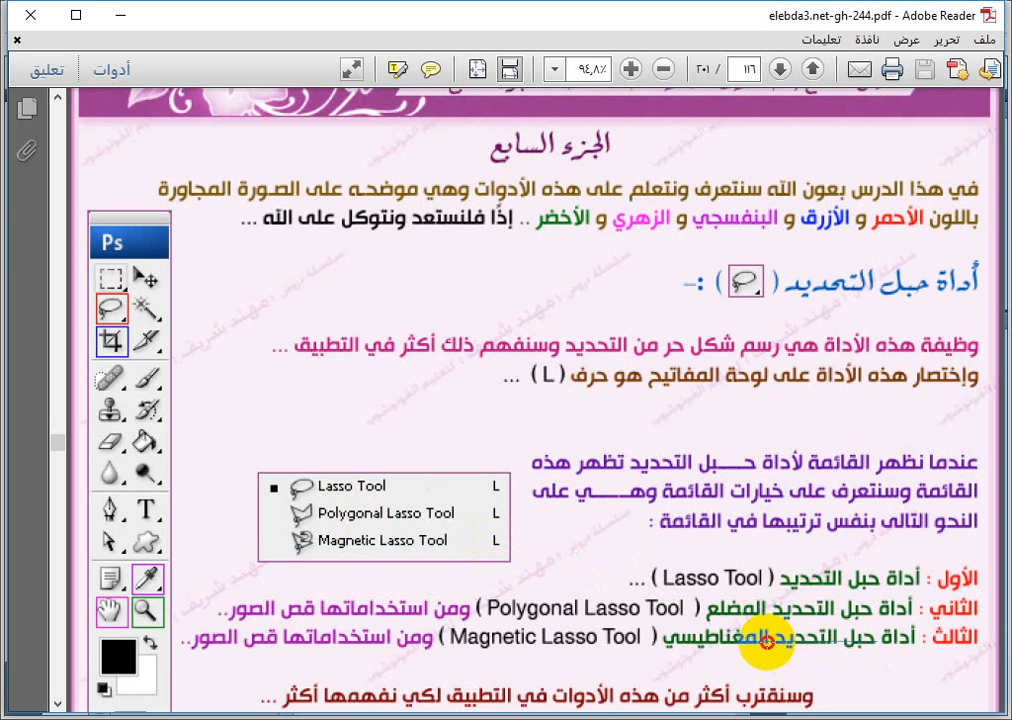 elebda3.net-gh-244.pdf - Adobe Reader
ملف تحرير عرض نافذة تعليمات
١١٦ / ٢٠١ ٩٤,٨٪ أدوات تعليق
الجزء السابع
في هذا الدرس بعون الله سنتعرف ونتعلم على هذه الأدوات وهي موضحه على الصورة المجاورة
باللون الأحمر و الأزرق و البنفسجي و الزهري و الأخضر .. إذًا فلنستعد ونتوكل على الله ...
Ps
أداة حبل التحديد ( ) :-
وظيفة هذه الأداة هي رسم شكل حر من التحديد وسنفهم ذلك أكثر في التطبيق ...
وإختصار هذه الأداة على لوحة المفاتيح هو حرف ( L ) ...
عندما نظهر القائمة لأداة حبل التحديد تظهر هذه
القائمة وسنتعرف على خيارات القائمة وهي على
النحو التالى بنفس ترتيبها في القائمة :
Lasso Tool L
Polygonal Lasso Tool L
Magnetic Lasso Tool L
الأول : أداة حبل التحديد ( Lasso Tool ) ...
الثاني : أداة حبل التحديد المضلع ( Polygonal Lasso Tool ) ومن استخداماتها قص الصور..
الثالث : أداة حبل التحديد المغناطيسي ( Magnetic Lasso Tool ) ومن استخداماتها قص الصور..
وسنقترب أكثر من هذه الأدوات في التطبيق لكي نفهمها أكثر ...